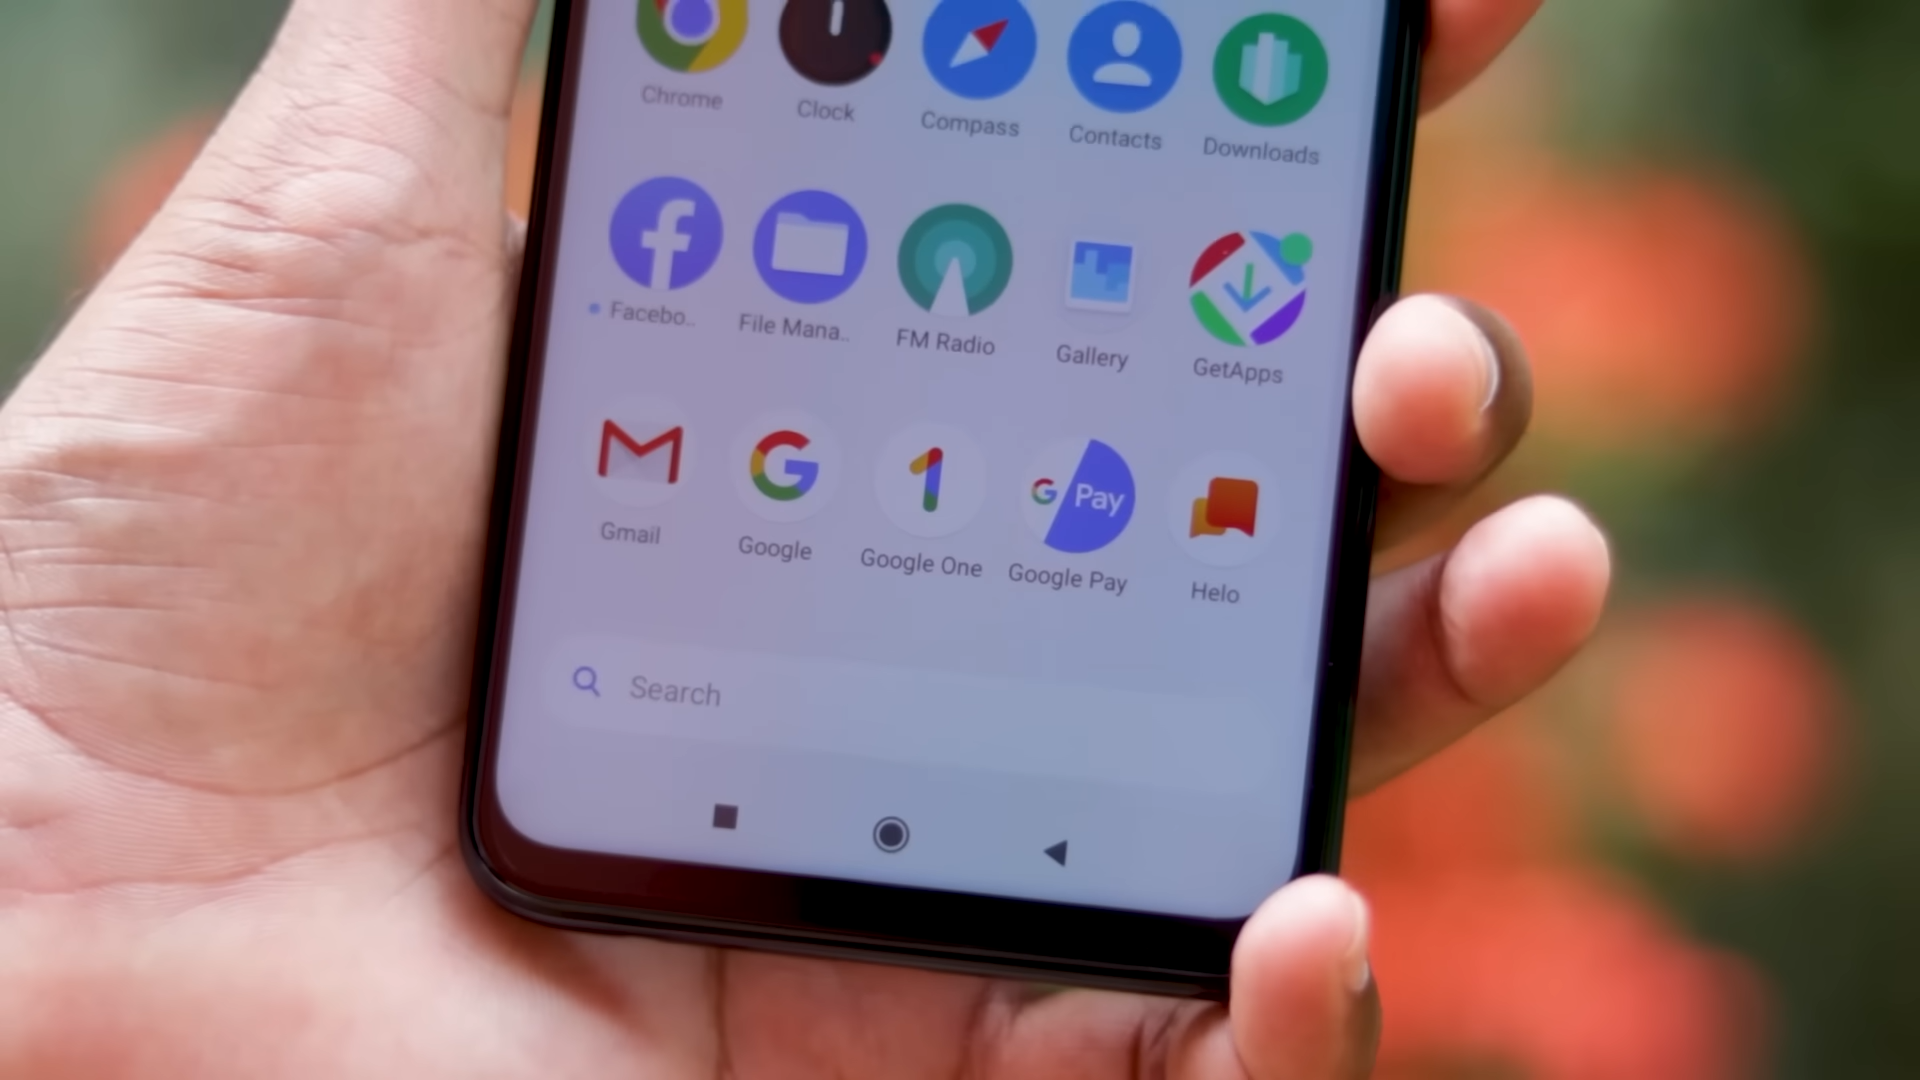 Chrome Clock Compass Contacts Downloads
Facebo.. File Mana.. FM Radio Gallery GetApps
G Pay
Gmail Google Google One Google Pay Helo
Search